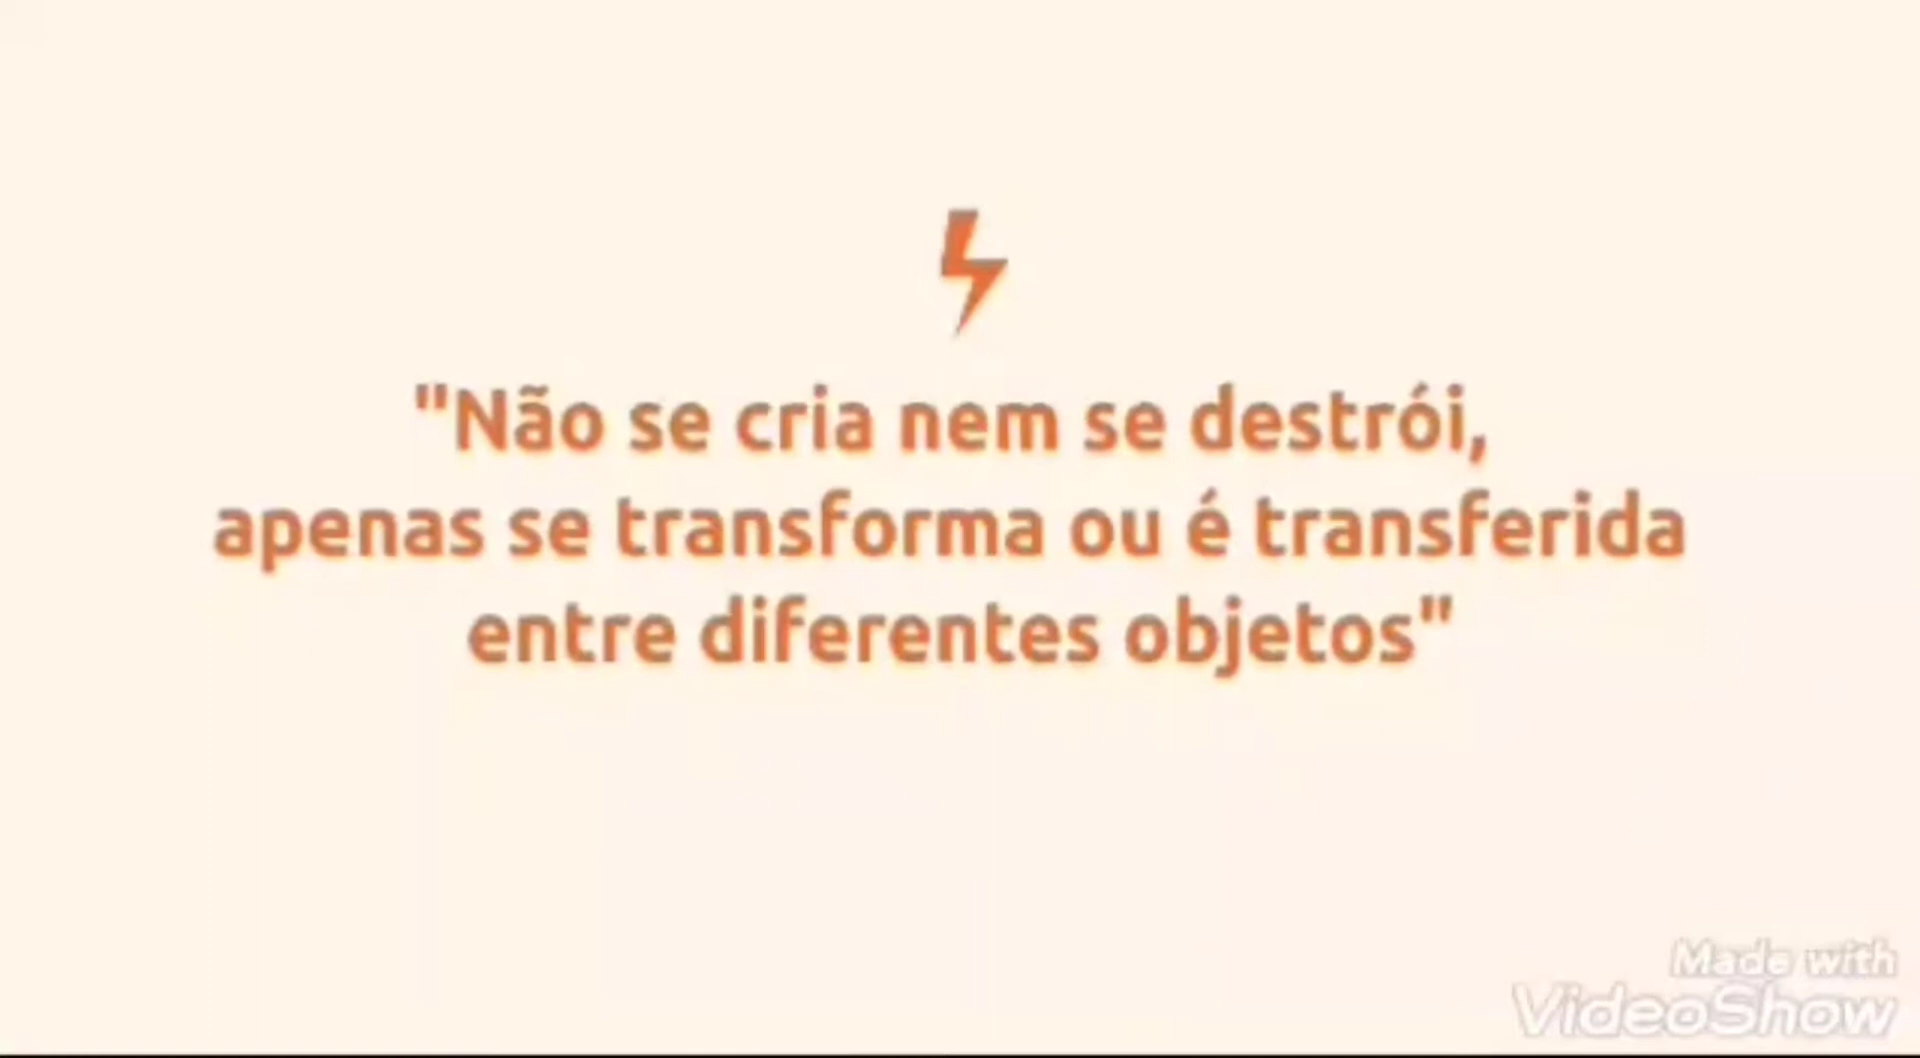 "Não se cria nem se destrói,
apenas se transforma ou é transferida
entre diferentes objetos"
Made with
VideoShow